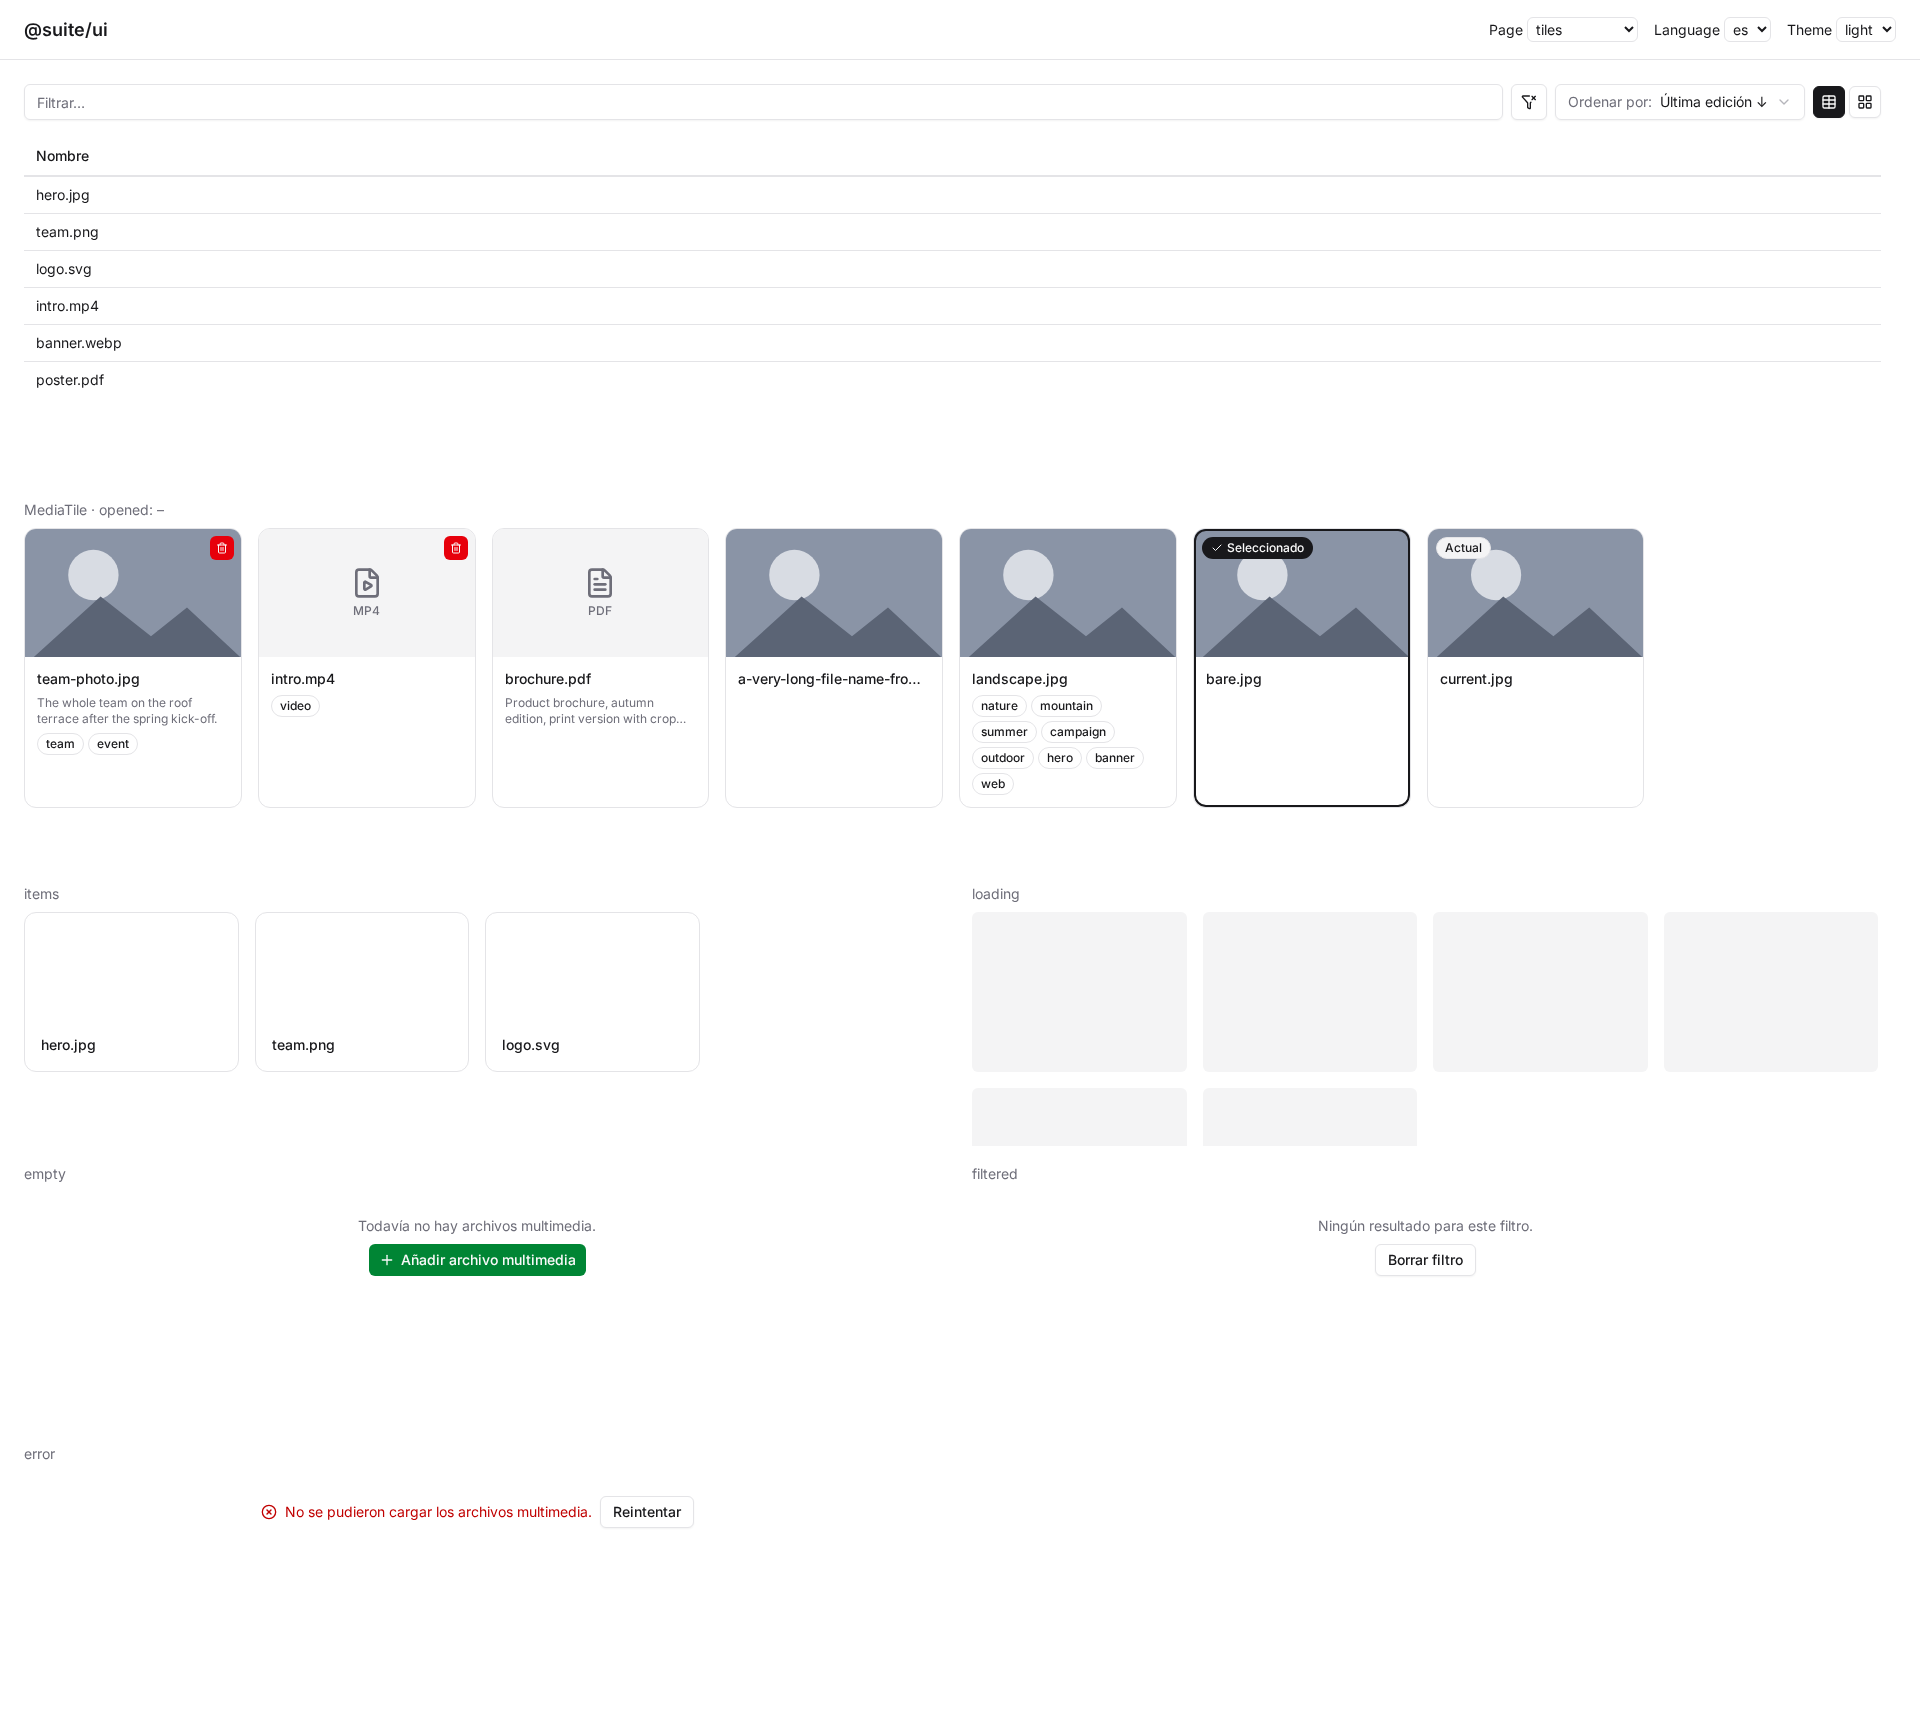 @suite/ui
Page tiles Language es Theme light
Filtrar...
Ordenar por: Última edición ↓
Nombre
hero.jpg
team.png
logo.svg
intro.mp4
banner.webp
poster.pdf
MediaTile · opened: –
team-photo.jpg
The whole team on the roof
terrace after the spring kick-off.
team event
MP4
intro.mp4
video
PDF
brochure.pdf
Product brochure, autumn
edition, print version with crop…
a-very-long-file-name-fro…
landscape.jpg
nature mountain
summer campaign
outdoor hero banner
web
Seleccionado
bare.jpg
Actual
current.jpg
items
hero.jpg
team.png
logo.svg
loading
empty
Todavía no hay archivos multimedia.
Añadir archivo multimedia
filtered
Ningún resultado para este filtro.
Borrar filtro
error
No se pudieron cargar los archivos multimedia. Reintentar